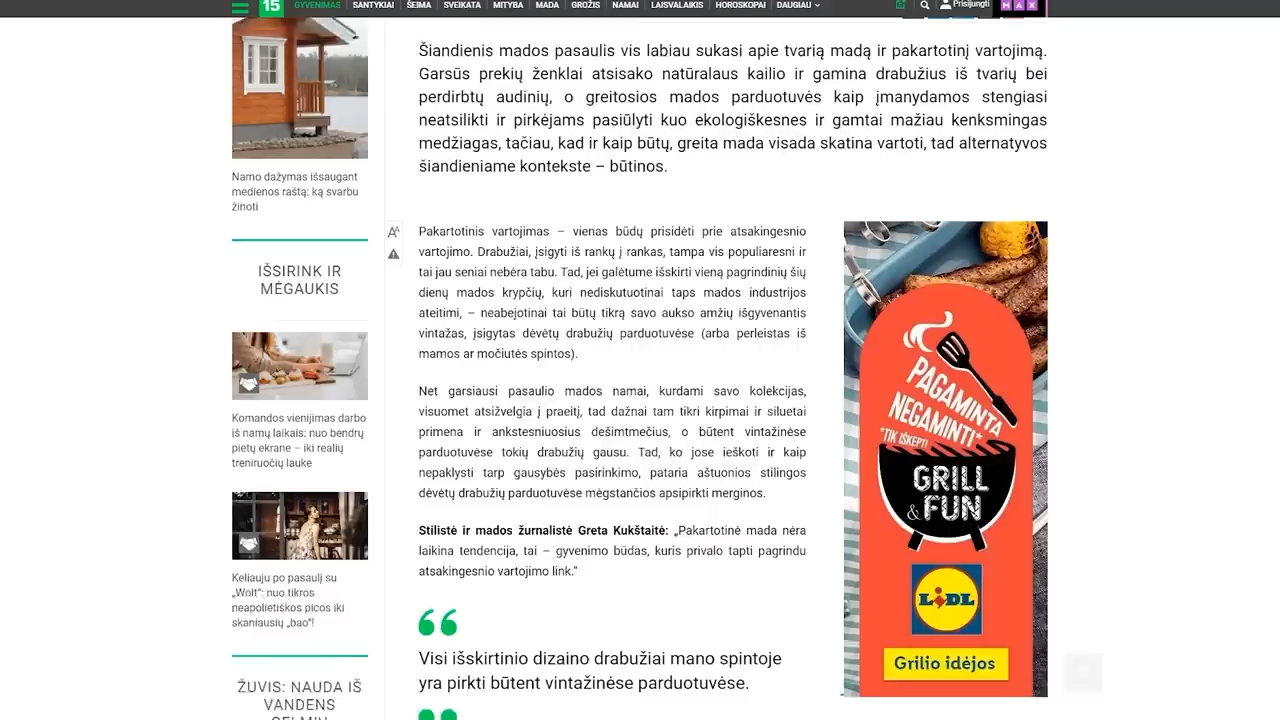 15
GYVENIMAS
SANTYKIAI
ŠEIMA
SVEIKATA
MITYBA
MADA
GROŽIS
NAMAI
LAISVALAIKIS
HOROSKOPAI
DAUGIAU
Prisijungti
MAX
Namo dažymas išsaugant
medienos raštą: ką svarbu
žinoti
IŠSIRINK IR
MĖGAUKIS
Komandos vienijimas darbo
iš namų laikais: nuo bendrų
pietų ekrane – iki realių
treniruočių lauke
Keliauju po pasaulį su
„Wolt“: nuo tikros
neapolietiškos picos iki
skaniausių „bao“!
ŽUVIS: NAUDA IŠ
VANDENS
GELMIŲ
Šiandienis mados pasaulis vis labiau sukasi apie tvarią madą ir pakartotinį vartojimą.
Garsūs prekių ženklai atsisako natūralaus kailio ir gamina drabužius iš tvarių bei
perdirbtų audinių, o greitosios mados parduotuvės kaip įmanydamos stengiasi
neatsilikti ir pirkėjams pasiūlyti kuo ekologiškesnes ir gamtai mažiau kenksmingas
medžiagas, tačiau, kad ir kaip būtų, greita mada visada skatina vartoti, tad alternatyvos
šiandieniame kontekste – būtinos.
Pakartotinis vartojimas – vienas būdų prisidėti prie atsakingesnio
vartojimo. Drabužiai, įsigyti iš rankų į rankas, tampa vis populiaresni ir
tai jau seniai nebėra tabu. Tad, jei galėtume išskirti vieną pagrindinių šių
dienų mados krypčių, kuri nediskutuotinai taps mados industrijos
ateitimi, – neabejotinai tai būtų tikrą savo aukso amžių išgyvenantis
vintažas, įsigytas dėvėtų drabužių parduotuvėse (arba perleistas iš
mamos ar močiutės spintos).
Net garsiausi pasaulio mados namai, kurdami savo kolekcijas,
visuomet atsižvelgia į praeitį, tad dažnai tam tikri kirpimai ir siluetai
primena ir ankstesniuosius dešimtmečius, o būtent vintažinėse
parduotuvėse tokių drabužių gausu. Tad, ko jose ieškoti ir kaip
nepaklysti tarp gausybės pasirinkimo, pataria aštuonios stilingos
dėvėtų drabužių parduotuvėse mėgstančios apsipirkti merginos.
Stilistė ir mados žurnalistė Greta Kukštaitė: „Pakartotinė mada nėra
laikina tendencija, tai – gyvenimo būdas, kuris privalo tapti pagrindu
atsakingesnio vartojimo link.“
Visi išskirtinio dizaino drabužiai mano spintoje
yra pirkti būtent vintažinėse parduotuvėse.
PAGAMINTA
NEGAMINTI*
*TIK IŠKEPTI
GRILL
& FUN
LIDL
Grilio idėjos